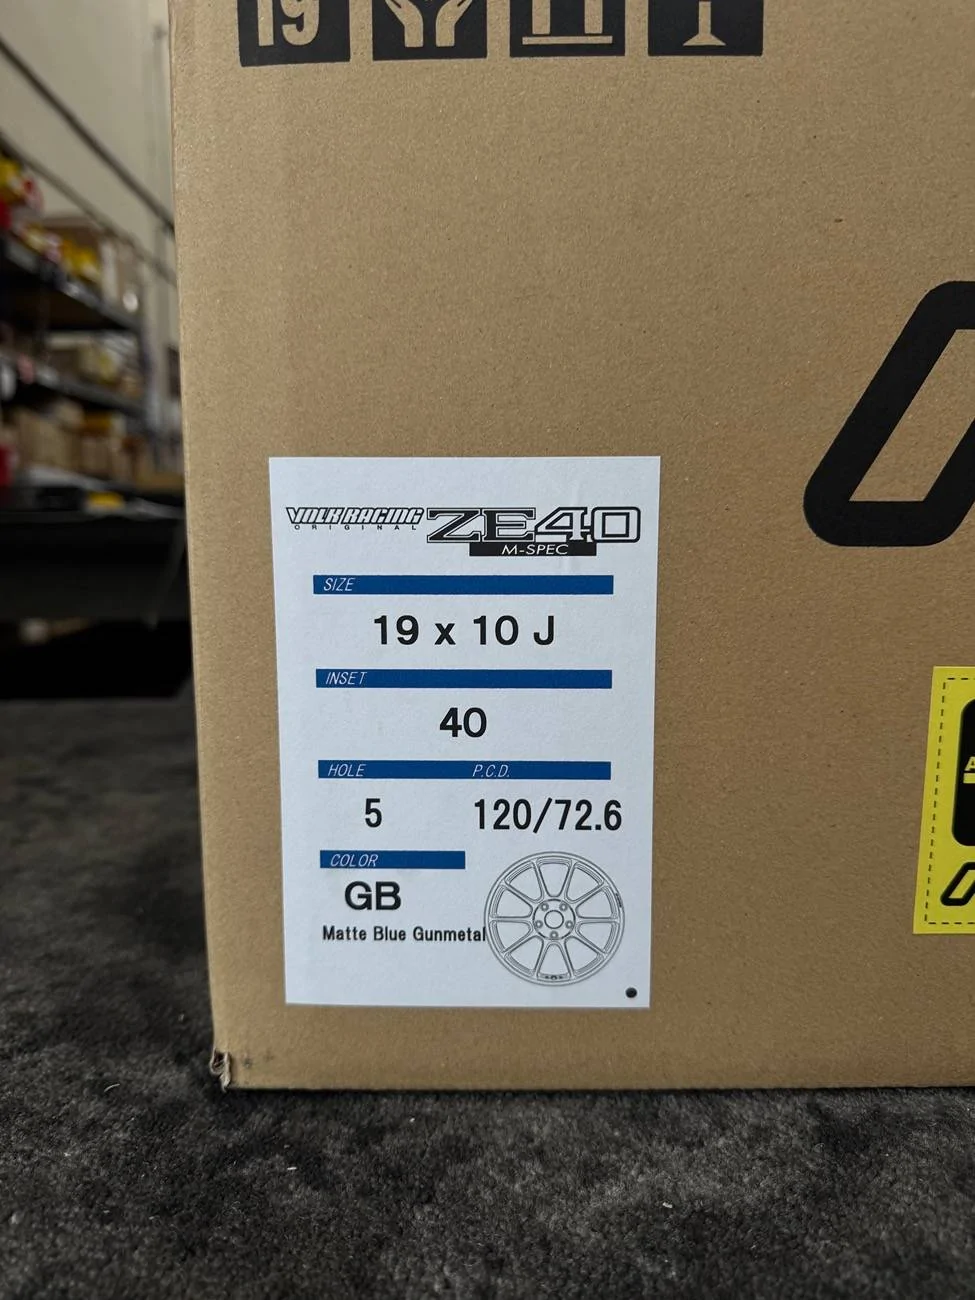 19
VOLK RACING ZE40
ORIGINAL
M-SPEC
SIZE
19 x 10 J
INSET
40
HOLE P.C.D.
5 120/72.6
COLOR
GB
Matte Blue Gunmetal